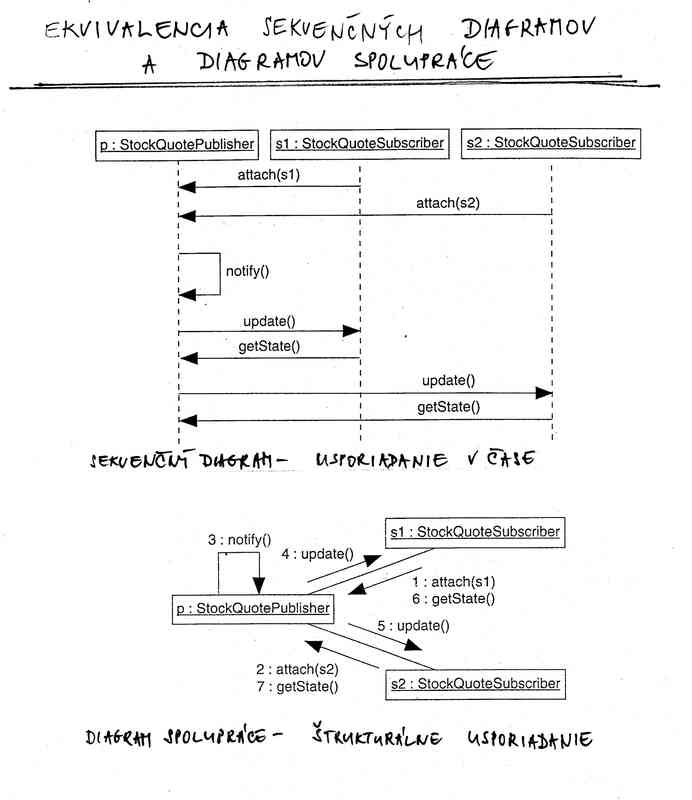 EKVIVALENCIA SEKVENČNÝCH DIAGRAMOV
A DIAGRAMOV SPOLUPRÁCE
p : StockQuotePublisher s1 : StockQuoteSubscriber s2 : StockQuoteSubscriber
attach(s1)
attach(s2)
notify()
update()
getState()
update()
getState()
SEKVENČNÝ DIAGRAM - USPORIADANIE V ČASE
s1 : StockQuoteSubscriber
3 : notify()
4 : update()
1 : attach(s1)
6 : getState()
p : StockQuotePublisher
5 : update()
2 : attach(s2)
7 : getState()
s2 : StockQuoteSubscriber
DIAGRAM SPOLUPRÁCE - ŠTRUKTURÁLNE USPORIADANIE